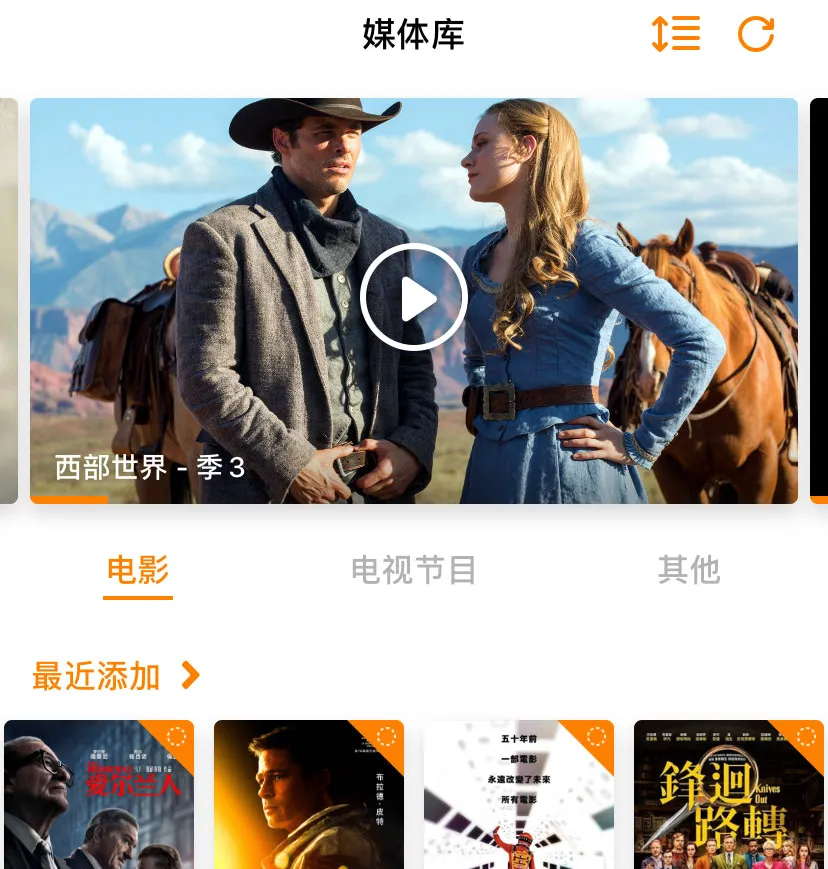 媒体库
西部世界 - 季 3
电影
电视节目
其他
最近添加
爱尔兰人
布拉德·皮特
五十年前
一部電影
永遠改變了未來
所有電影
鋒迴
路轉
Knives
Out